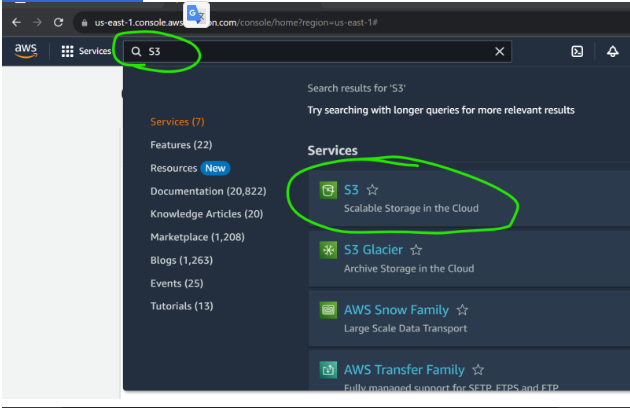 us-east-1.console.aws on.com/console/home?region=us-east-1#
aws Services S3
Search results for 'S3'
Try searching with longer queries for more relevant results
Services (7)
Features (22)
Resources New
Documentation (20,822)
Knowledge Articles (20)
Marketplace (1,208)
Blogs (1,263)
Events (25)
Tutorials (13)
Services
S3
Scalable Storage in the Cloud
S3 Glacier
Archive Storage in the Cloud
AWS Snow Family
Large Scale Data Transport
AWS Transfer Family
Fully managed support for SFTP, FTPS and FTP